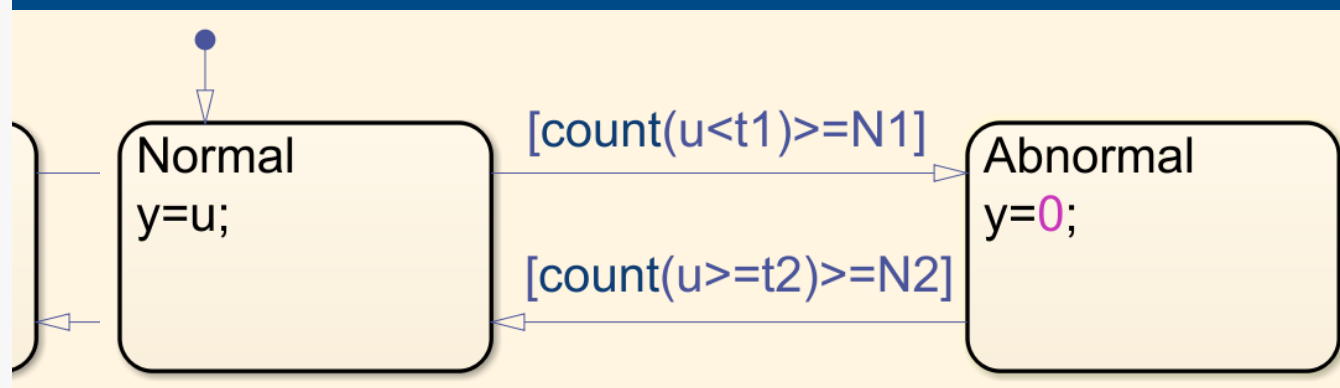 [count(u<t1)>=N1]
Normal
y=u;
Abnormal
y=0;
[count(u>=t2)>=N2]